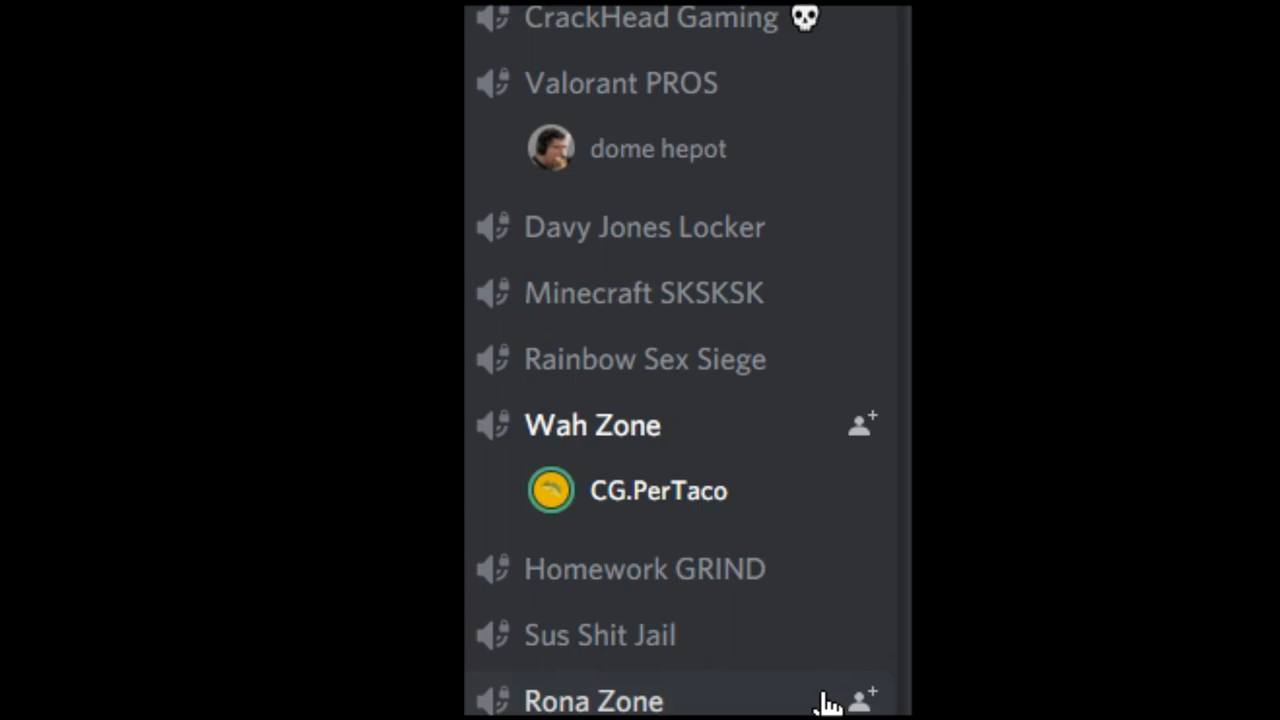 CrackHead Gaming 💀
Valorant PROS
dome hepot
Davy Jones Locker
Minecraft SKSKSK
Rainbow Sex Siege
Wah Zone
CG.PerTaco
Homework GRIND
Sus Shit Jail
Rona Zone